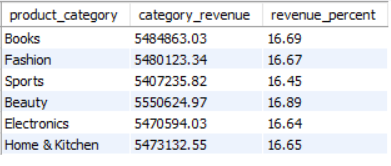 product_category category_revenue revenue_percent
Books 5484863.03 16.69
Fashion 5480123.34 16.67
Sports 5407235.82 16.45
Beauty 5550624.97 16.89
Electronics 5470594.03 16.64
Home & Kitchen 5473132.55 16.65